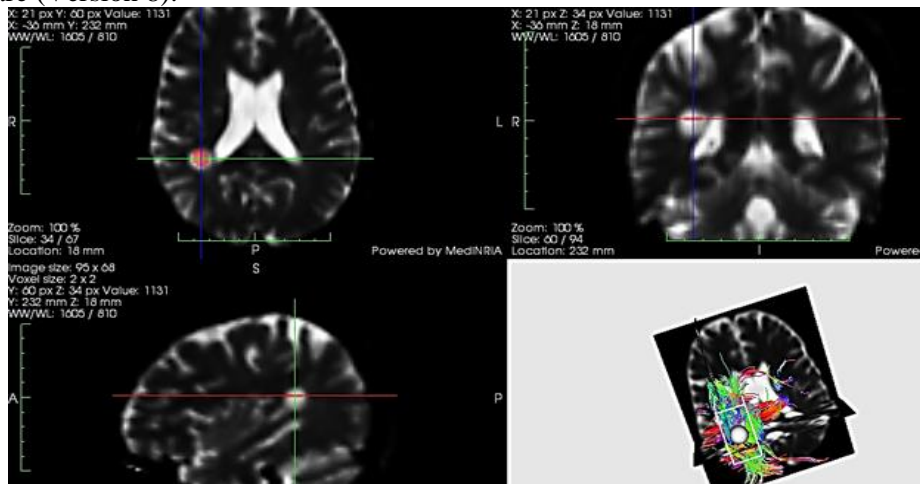 X: 21 px Y: 60 px Value: 1131
X: -36 mm Y: 232 mm
WW/WL: 1605 / 810
R
L
Zoom: 100 %
Slice: 34 / 67
Location: 18 mm
P
Powered by MedINRIA
X: 21 px Z: 34 px Value: 1131
X: -36 mm Z: 18 mm
WW/WL: 1605 / 810
R
Zoom: 100 %
Slice: 60 / 94
Location: 232 mm
I
Powere
S
Image size: 95 x 68
Voxel size: 2 x 2
Y: 60 px Z: 34 px Value: 1131
Y: 232 mm Z: 18 mm
WW/WL: 1605 / 810
A
P